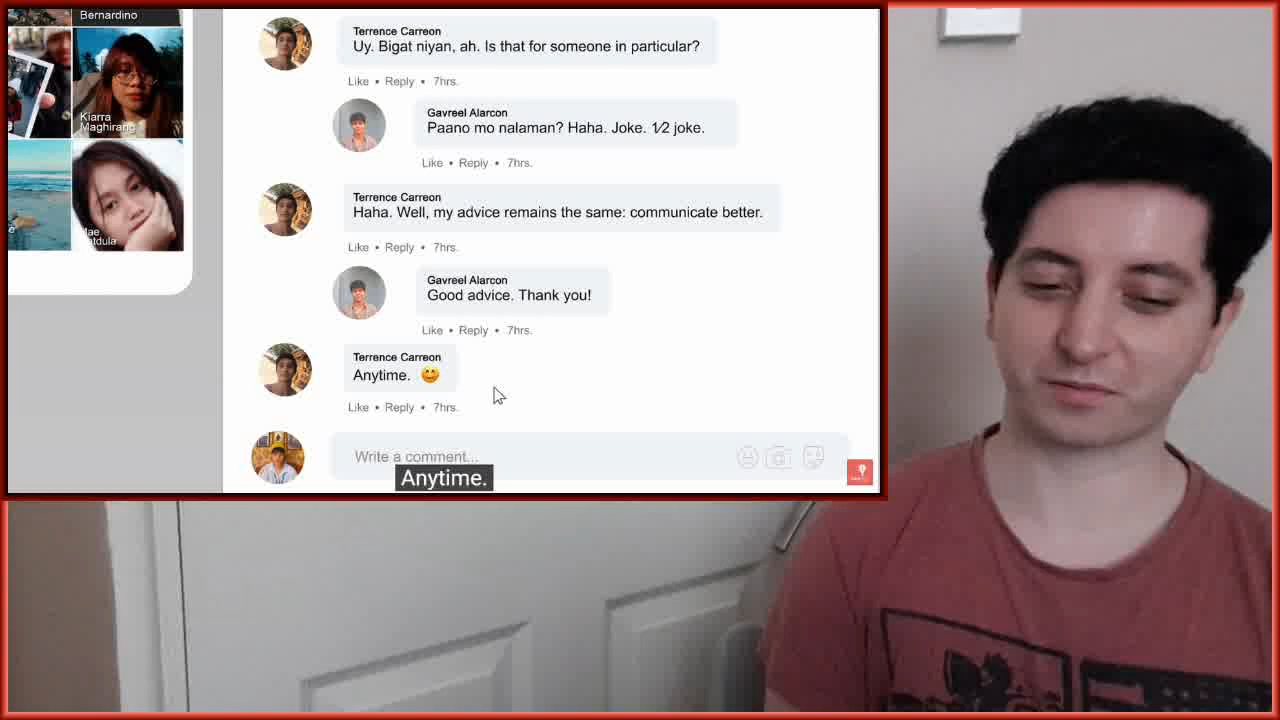 Bernardino
Kiarra
Maghirang
Terrence Carreon
Uy. Bigat niyan, ah. Is that for someone in particular?
Like • Reply • 7hrs.
Gavreel Alarcon
Paano mo nalaman? Haha. Joke. 1⁄2 joke.
Like • Reply • 7hrs.
Terrence Carreon
Haha. Well, my advice remains the same: communicate better.
Like • Reply • 7hrs.
Gavreel Alarcon
Good advice. Thank you!
Like • Reply • 7hrs.
Terrence Carreon
Anytime. 😊
Like • Reply • 7hrs.
Write a comment...
Anytime.